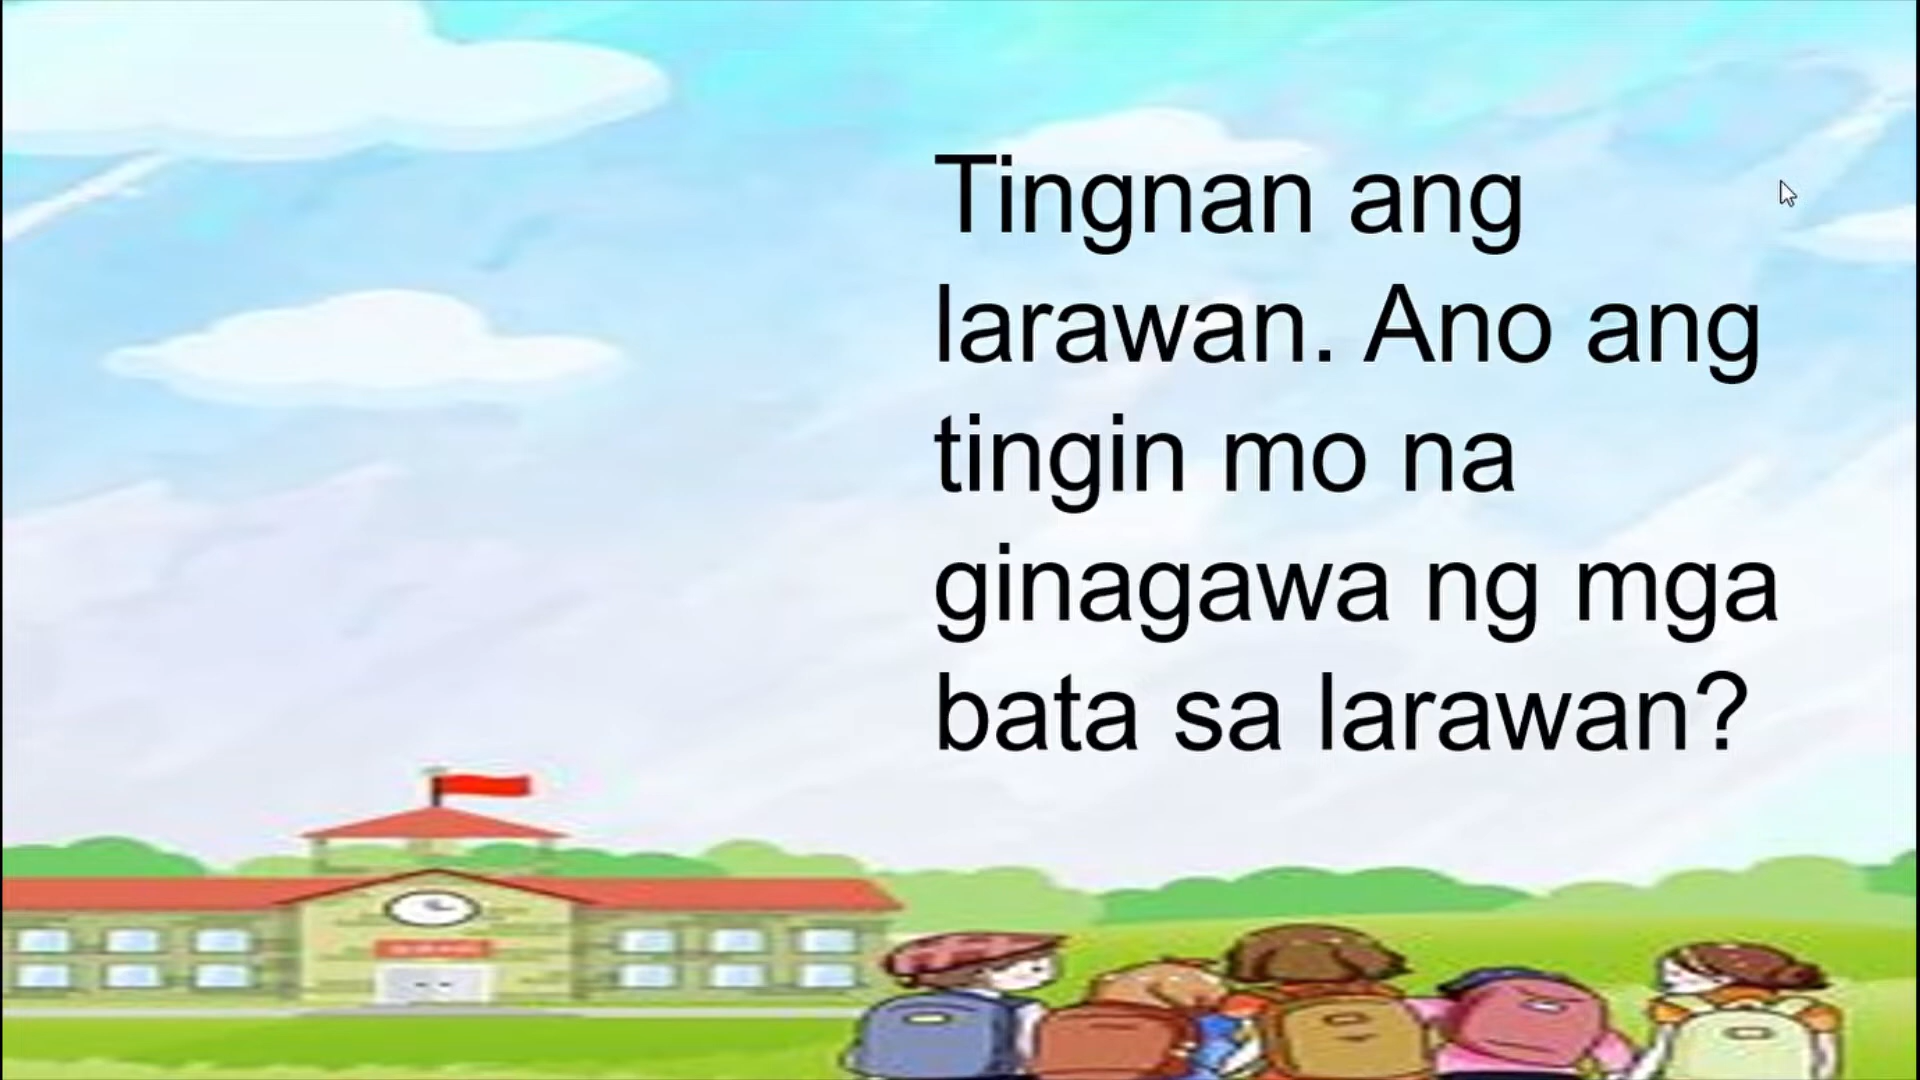 Tingnan ang
larawan. Ano ang
tingin mo na
ginagawa ng mga
bata sa larawan?